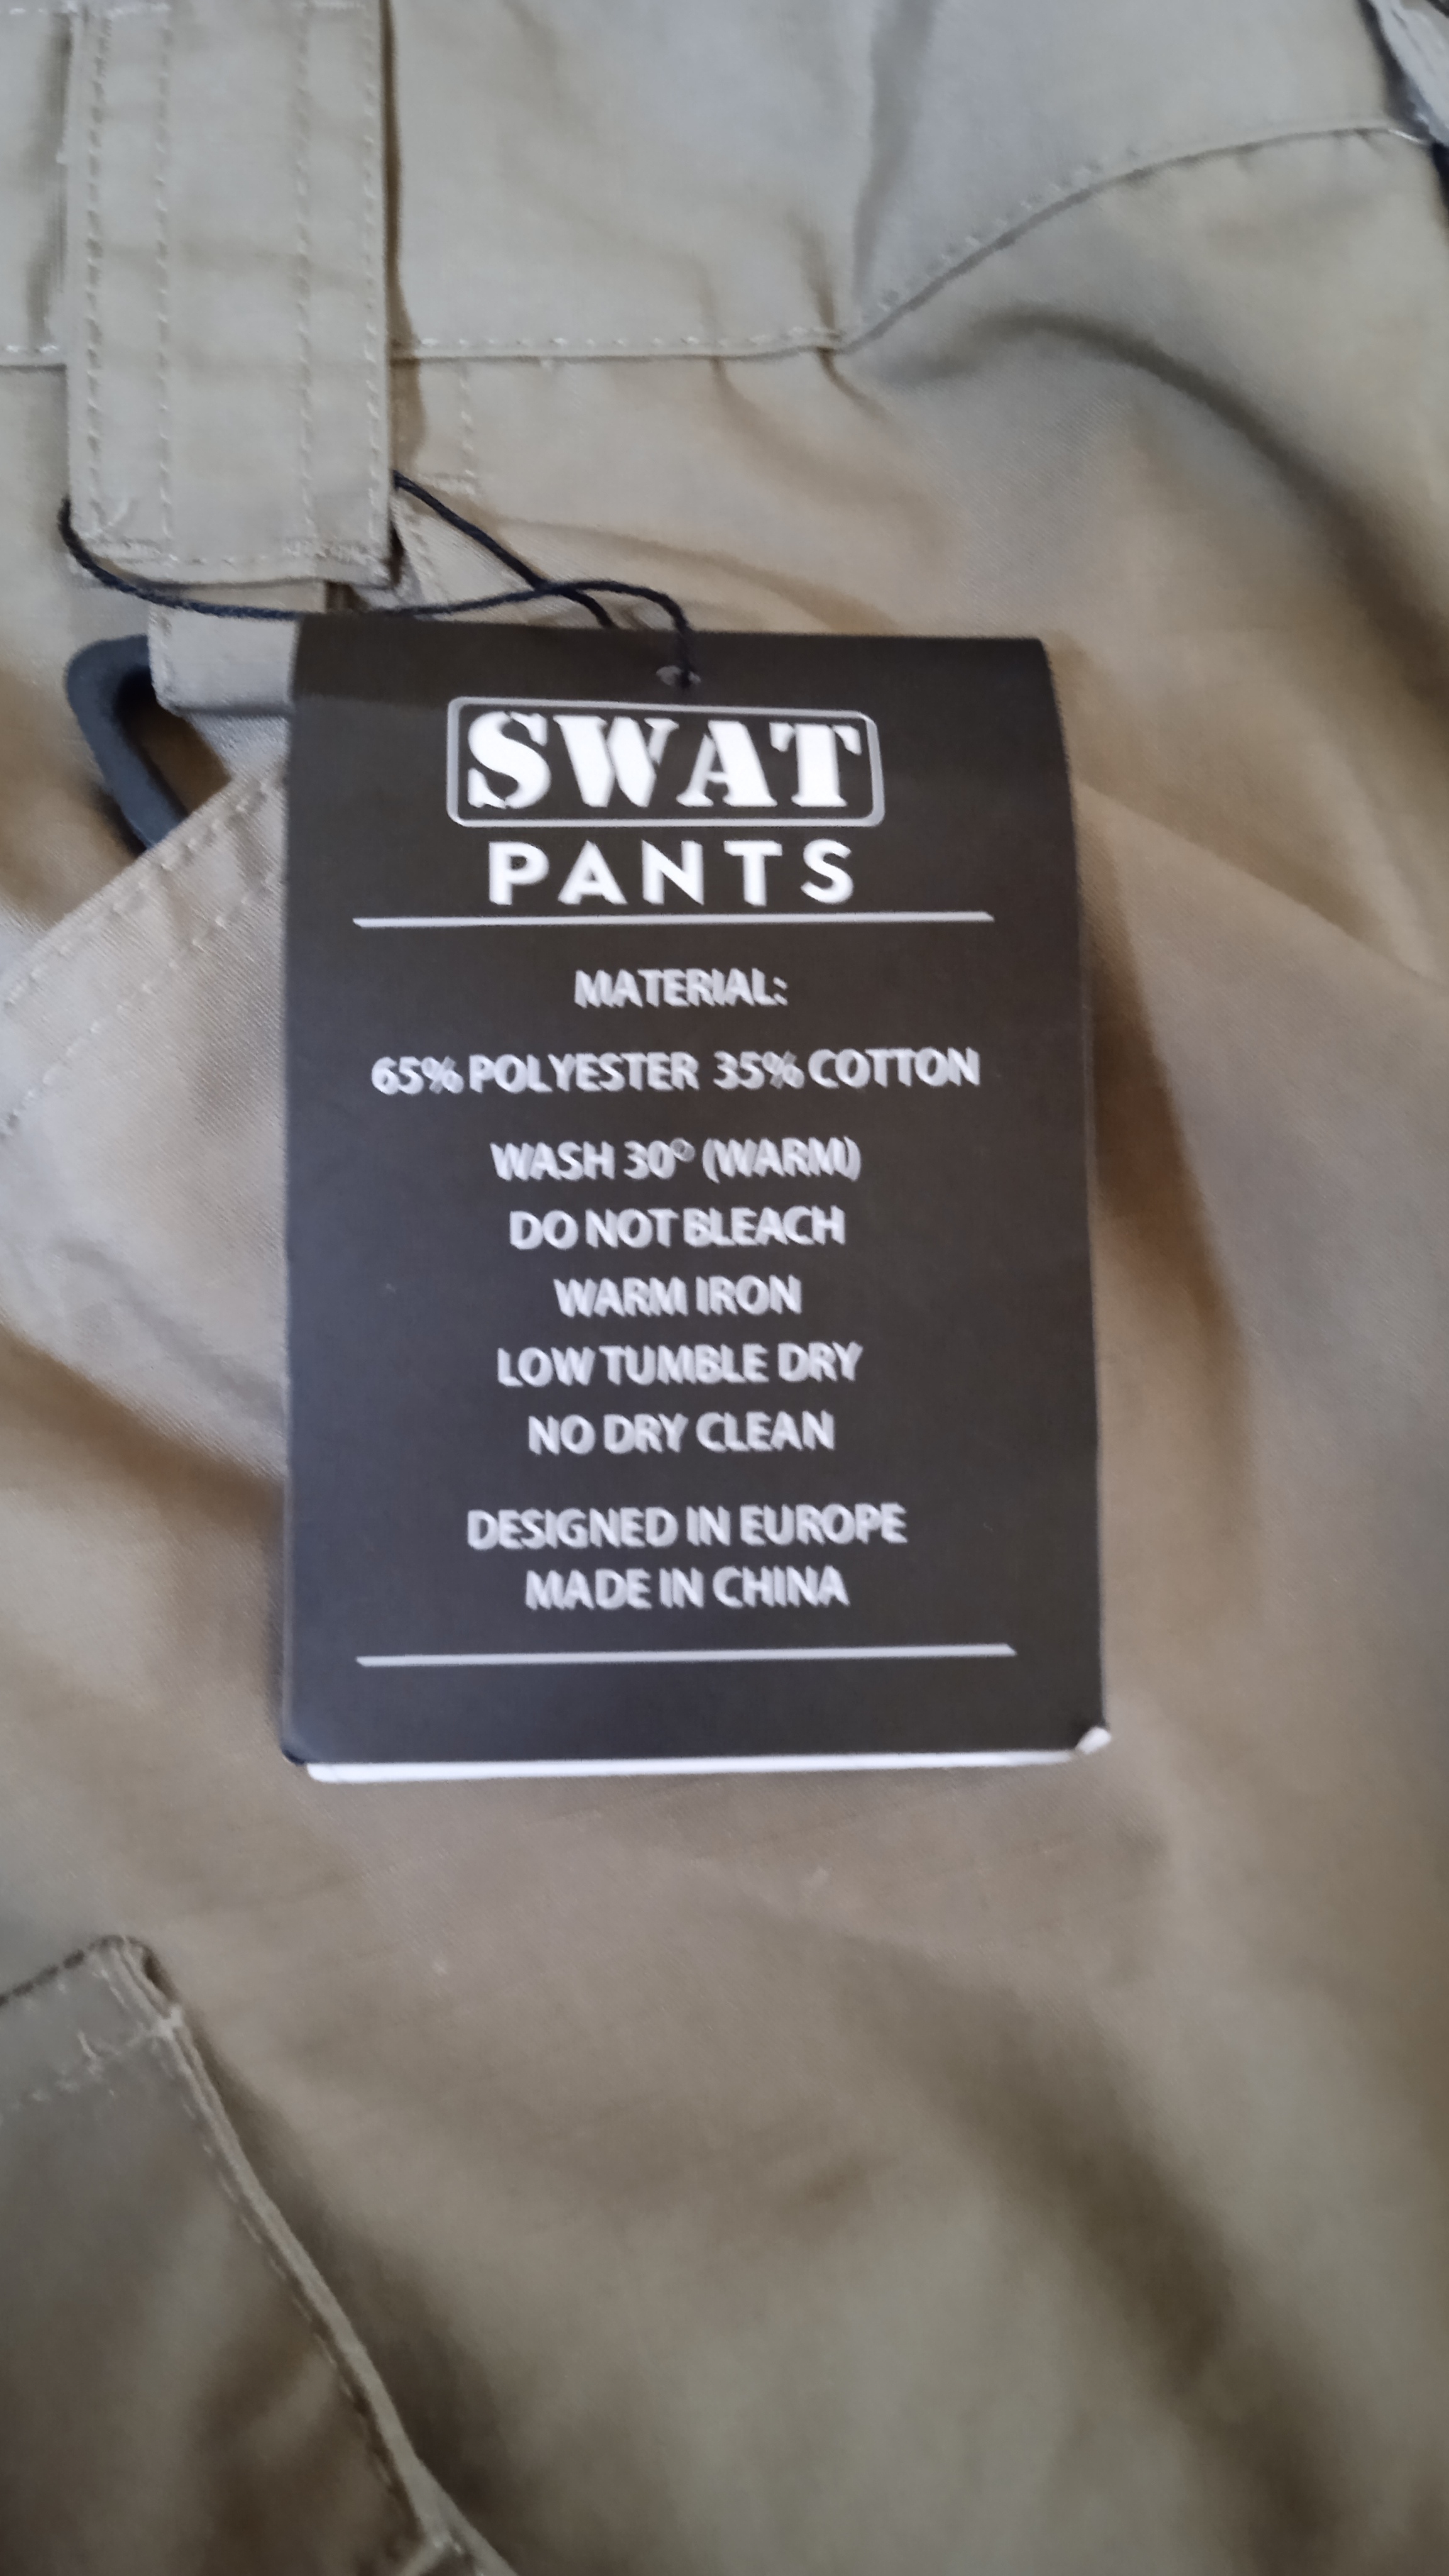 SWAT
PANTS
MATERIAL:
65% POLYESTER 35% COTTON
WASH 30° (WARM)
DO NOT BLEACH
WARM IRON
LOW TUMBLE DRY
NO DRY CLEAN
DESIGNED IN EUROPE
MADE IN CHINA